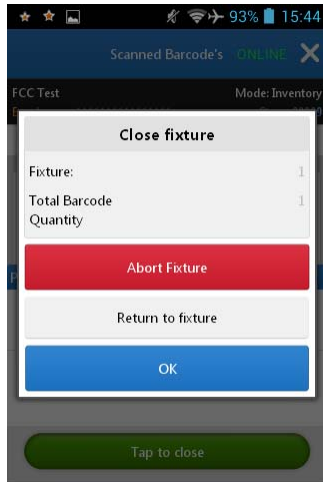 93% 15:44
Scanned Barcode's ONLINE
FCC Test Mode: Inventory
Close fixture
Fixture: 1
Total Barcode 1
Quantity
Abort Fixture
Return to fixture
OK
Tap to close